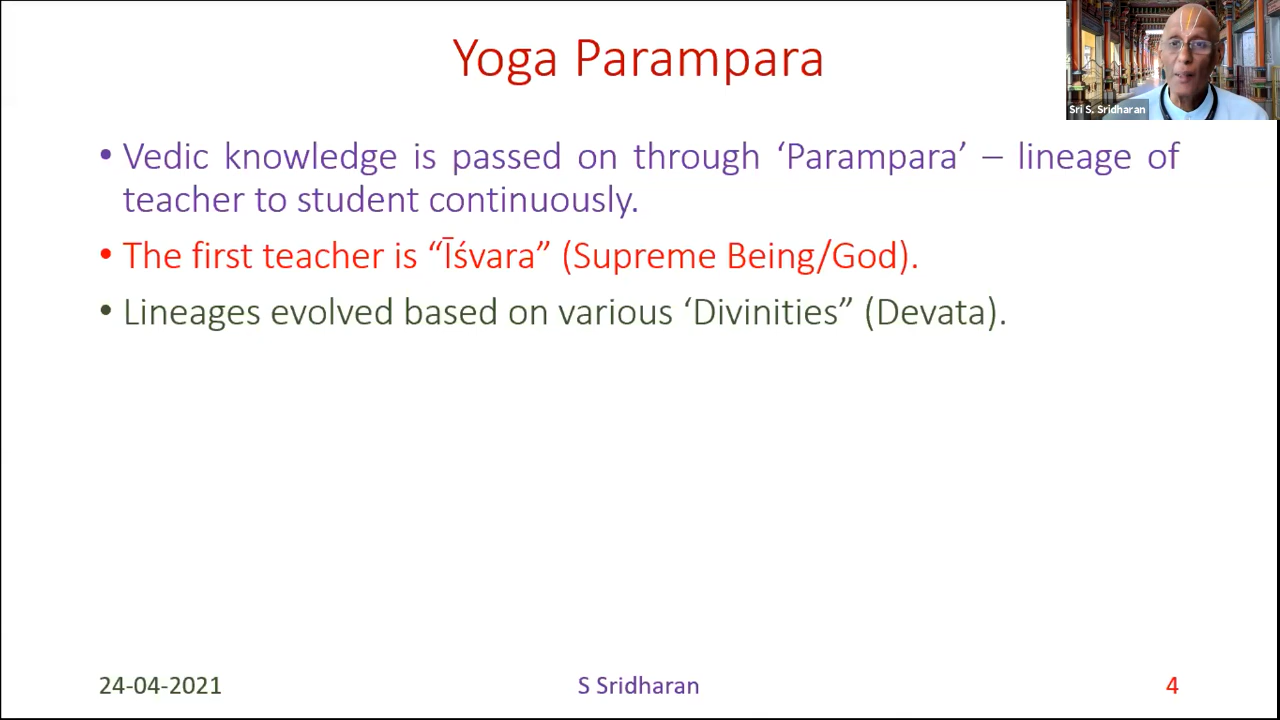 Yoga Parampara
Sri S. Sridharan
• Vedic knowledge is passed on through ‘Parampara’ – lineage of
teacher to student continuously.
• The first teacher is “Īśvara” (Supreme Being/God).
• Lineages evolved based on various ‘Divinities” (Devata).
24-04-2021
S Sridharan
4